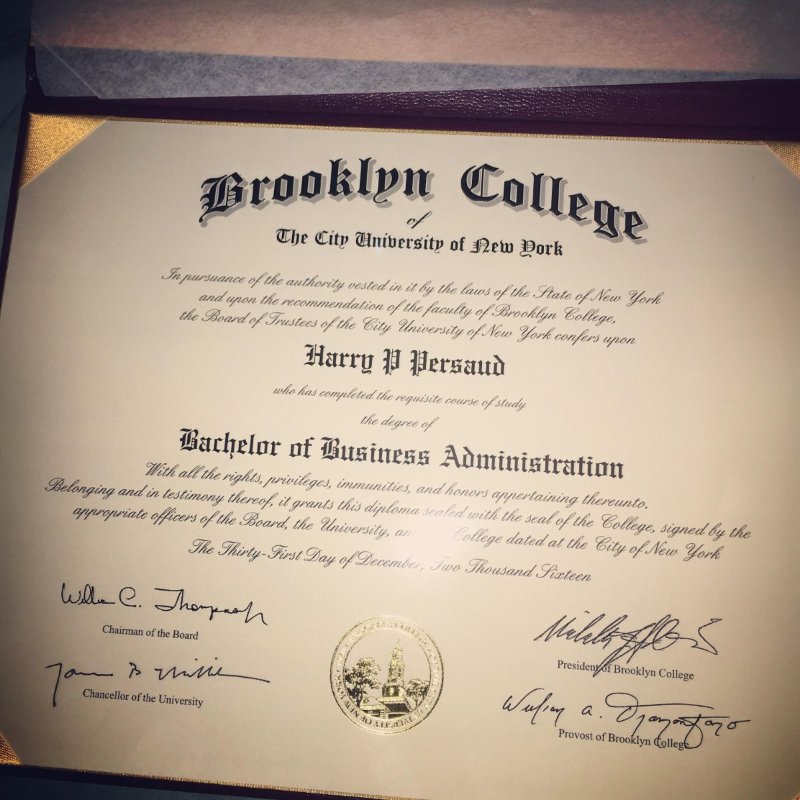 Brooklyn College
of
The City University of New York
In pursuance of the authority vested in it by the laws of the State of New York
and upon the recommendation of the faculty of Brooklyn College,
the Board of Trustees of the City University of New York confers upon
Harry P Persaud
who has completed the requisite course of study
the degree of
Bachelor of Business Administration
With all the rights, privileges, immunities, and honors appertaining thereunto.
Belonging and in testimony thereof, it grants this diploma sealed with the seal of the College, signed by the
appropriate officers of the Board, the University, an College dated at the City of New York
The Thirty-First Day of December, Two Thousand Sixteen
William C. Thompson
Chairman of the Board
Chancellor of the University
President of Brooklyn College
Provost of Brooklyn College